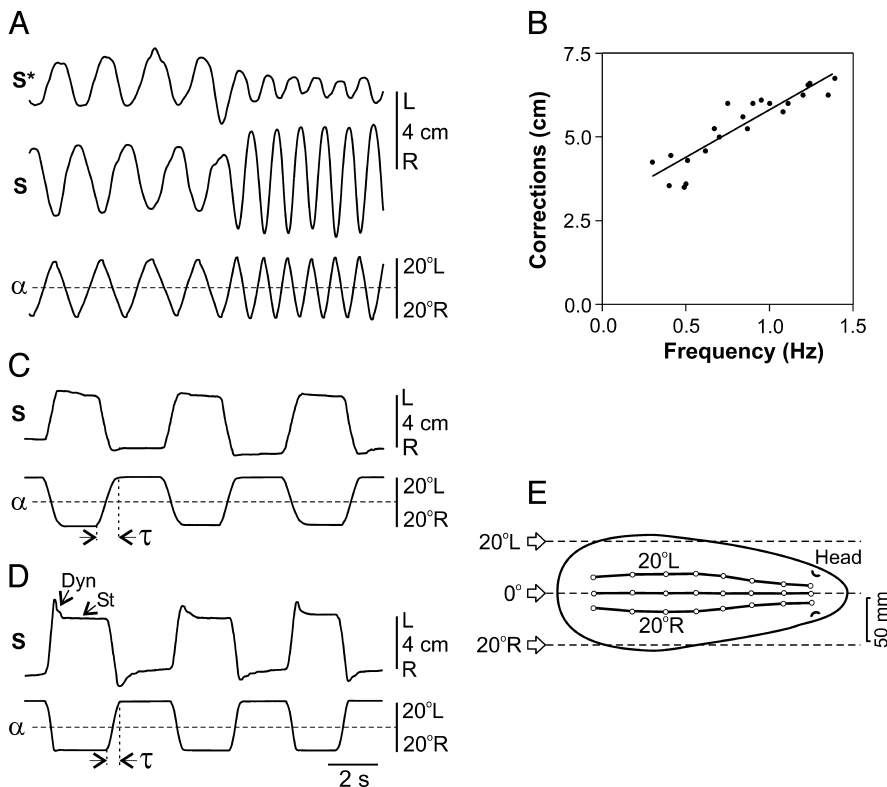 A
S*
L
4 cm
R
S
α
20°L
20°R
B
Corrections (cm)
7.5
5.0
2.5
0.0
0.0 0.5 1.0 1.5
Frequency (Hz)
C
S
L
4 cm
R
α
20°L
20°R
τ
D
Dyn
St
S
L
4 cm
R
α
20°L
20°R
τ
2 s
E
20°L
20°L
Head
0°
20°R
20°R
50 mm